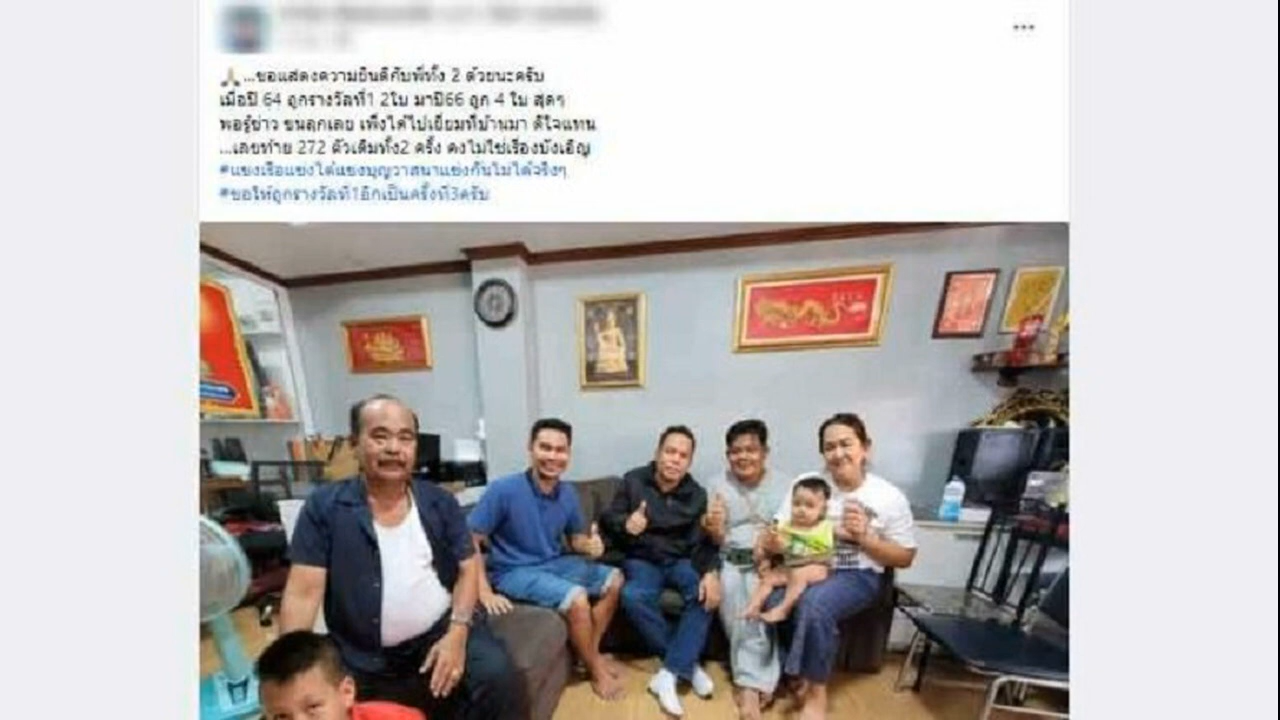 🙏...ขอแสดงความยินดีกับพี่ทั้ง 2 ด้วยนะครับ
เมื่อปี 64 ถูกรางวัลที่1 2ใบ มาปี66 ถูก 4 ใบ สุดๆ
พอรู้ข่าว ขนลุกเลย เพิ่งได้ไปเยี่ยมที่บ้านมา ดีใจแทน
...เลขท้าย 272 ตัวเดิมทั้ง2 ครั้ง คงไม่ใช่เรื่องบังเอิญ
#แข่งเรือแข่งได้แข่งบุญวาสนาแข่งกันไม่ได้จริงๆ
#ขอให้ถูกรางวัลที่1อีกเป็นครั้งที่3ครับ